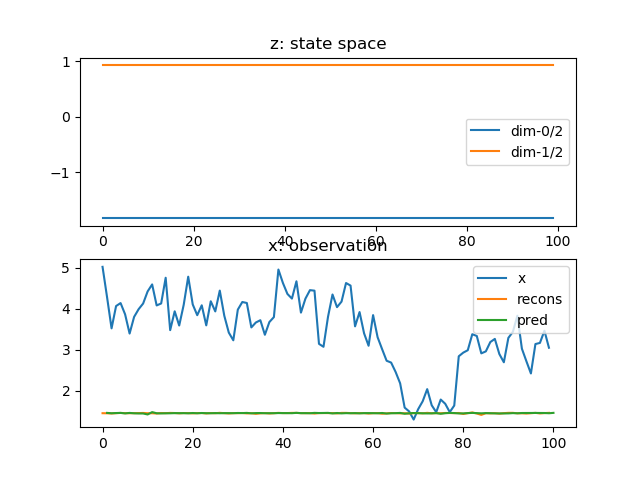 z: state space
1
0
−1
dim-0/2
dim-1/2
0 20 40 60 80 100
x: observation
5
4
3
2
x
recons
pred
0 20 40 60 80 100